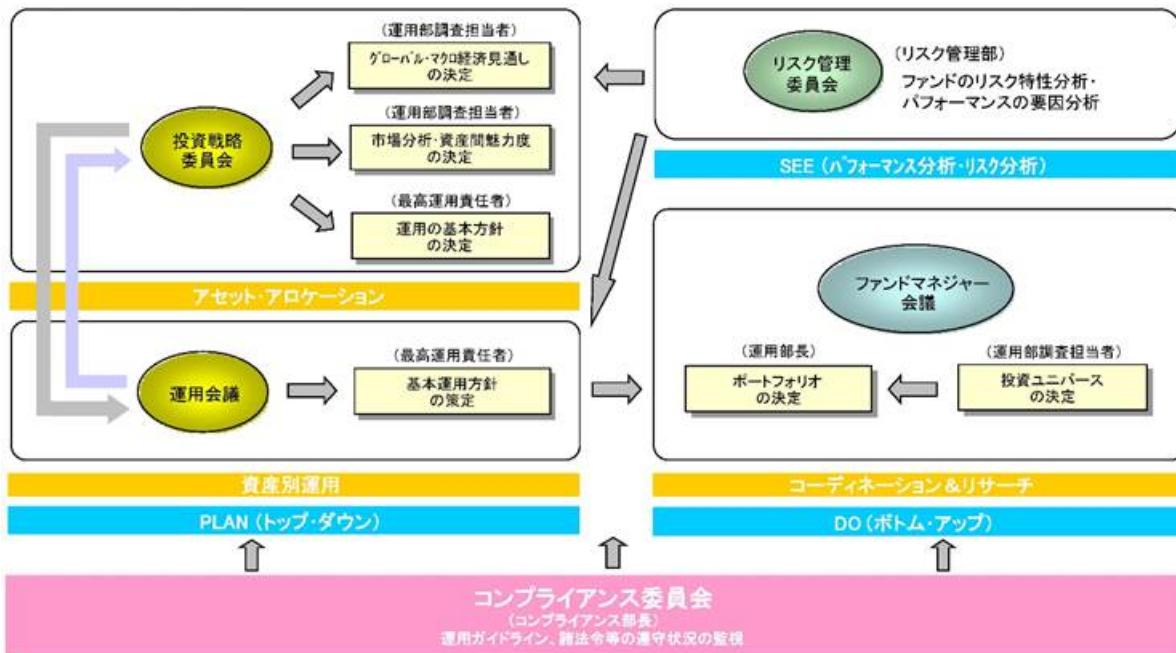 (運用部調査担当者)
グローバル・マクロ経済見通し
の決定
投資戦略
委員会
(運用部調査担当者)
市場分析・資産間魅力度
の決定
(最高運用責任者)
運用の基本方針
の決定
アセット・アロケーション
運用会議
(最高運用責任者)
基本運用方針
の策定
資産別運用
PLAN (トップ・ダウン)
リスク管理
委員会
(リスク管理部)
ファンドのリスク特性分析・
パフォーマンスの要因分析
SEE (パフォーマンス分析・リスク分析)
ファンドマネジャー
会議
(運用部長)
ポートフォリオ
の決定
(運用部調査担当者)
投資ユニバース
の決定
コーディネーション&リサーチ
DO (ボトム・アップ)
コンプライアンス委員会
(コンプライアンス部長)
運用ガイドライン、諸法令等の遵守状況の監視